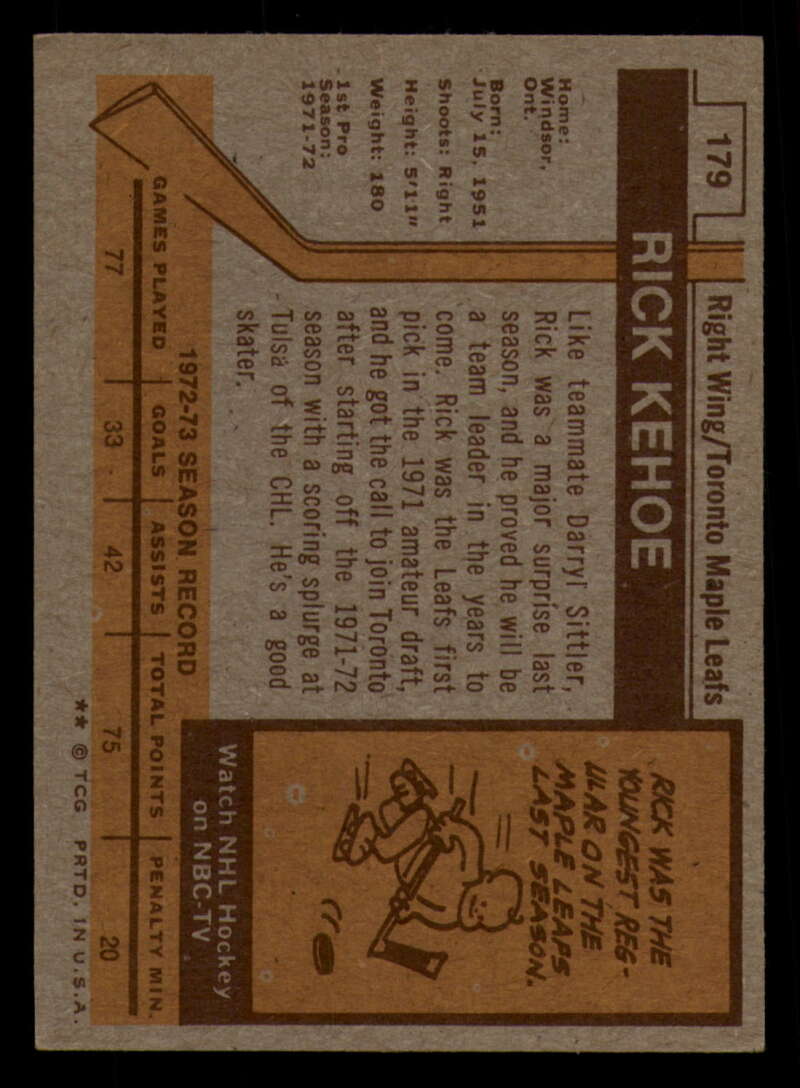 179
Right Wing/Toronto Maple Leafs
RICK KEHOE
Home:
Windsor,
Ont.
Born:
July 15, 1951
Shoots: Right
Height: 5'11"
Weight: 180
1st Pro
Season:
1971-72
Like teammate Darryl Sittler,
Rick was a major surprise last
season, and he proved he will be
a team leader in the years to
come. Rick was the Leafs first
pick in the 1971 amateur draft,
and he got the call to join Toronto
after starting off the 1971-72
season with a scoring splurge at
Tulsa of the CHL. He's a good
skater.
RICK WAS THE
YOUNGEST REG-
ULAR ON THE
MAPLE LEAFS
LAST SEASON.
Watch NHL Hockey
on NBC-TV
1972-73 SEASON RECORD
GAMES PLAYED GOALS ASSISTS TOTAL POINTS PENALTY MIN.
77 33 42 75 20
** © TCG PRTD. IN U.S.A.